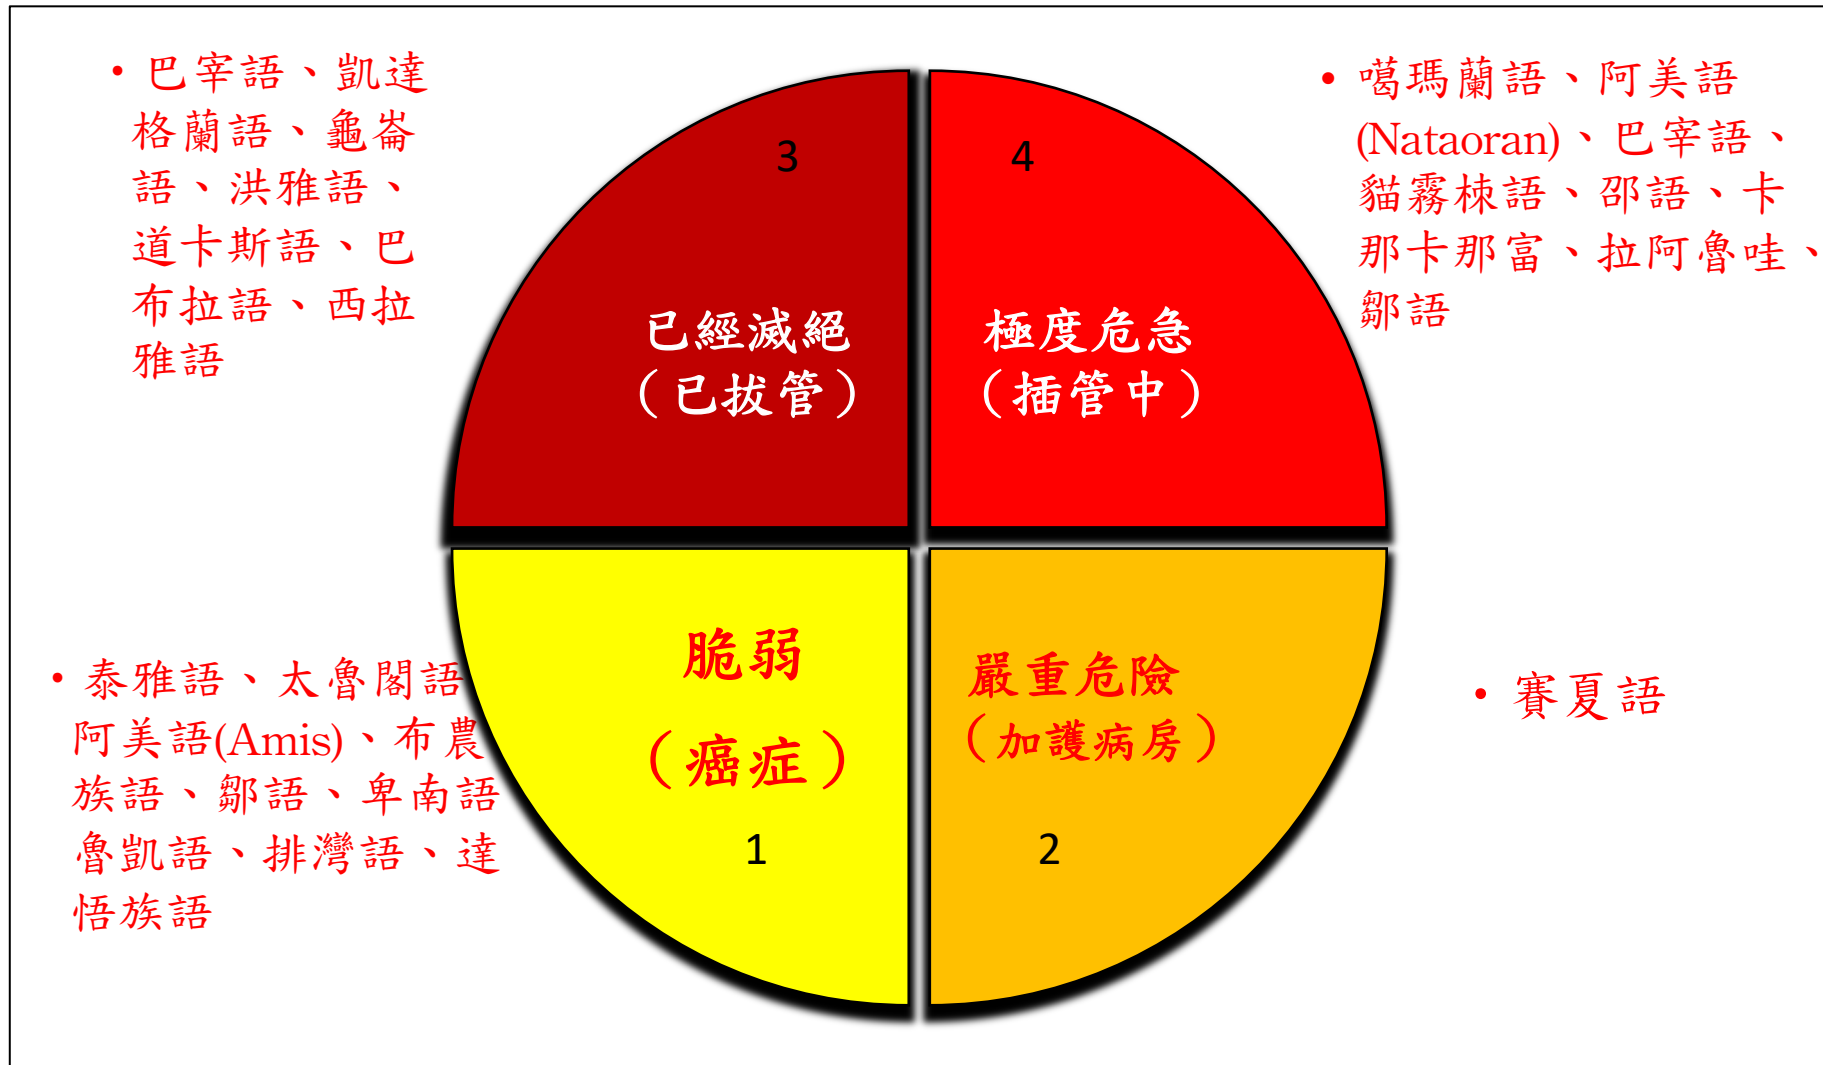 • 巴宰語、凱達
格蘭語、龜崙
語、洪雅語、
道卡斯語、巴
布拉語、西拉
雅語
3
已經滅絕
（已拔管）
4
極度危急
（插管中）
• 噶瑪蘭語、阿美語
(Nataoran)、巴宰語、
貓霧栜語、邵語、卡
那卡那富、拉阿魯哇、
鄒語
• 泰雅語、太魯閣語
阿美語(Amis)、布農
族語、鄒語、卑南語
魯凱語、排灣語、達
悟族語
脆弱
（癌症）
1
嚴重危險
（加護病房）
2
• 賽夏語